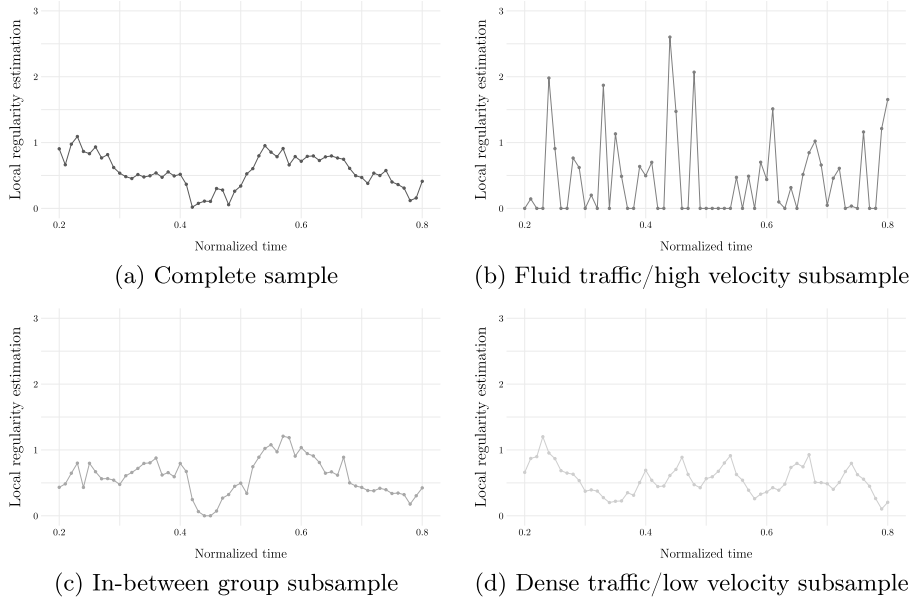 3
2
1
0
Local regularity estimation
0.2 0.4 0.6 0.8
Normalized time
(a) Complete sample
3
2
1
0
Local regularity estimation
0.2 0.4 0.6 0.8
Normalized time
(b) Fluid traffic/high velocity subsample
3
2
1
0
Local regularity estimation
0.2 0.4 0.6 0.8
Normalized time
(c) In-between group subsample
3
2
1
0
Local regularity estimation
0.2 0.4 0.6 0.8
Normalized time
(d) Dense traffic/low velocity subsample